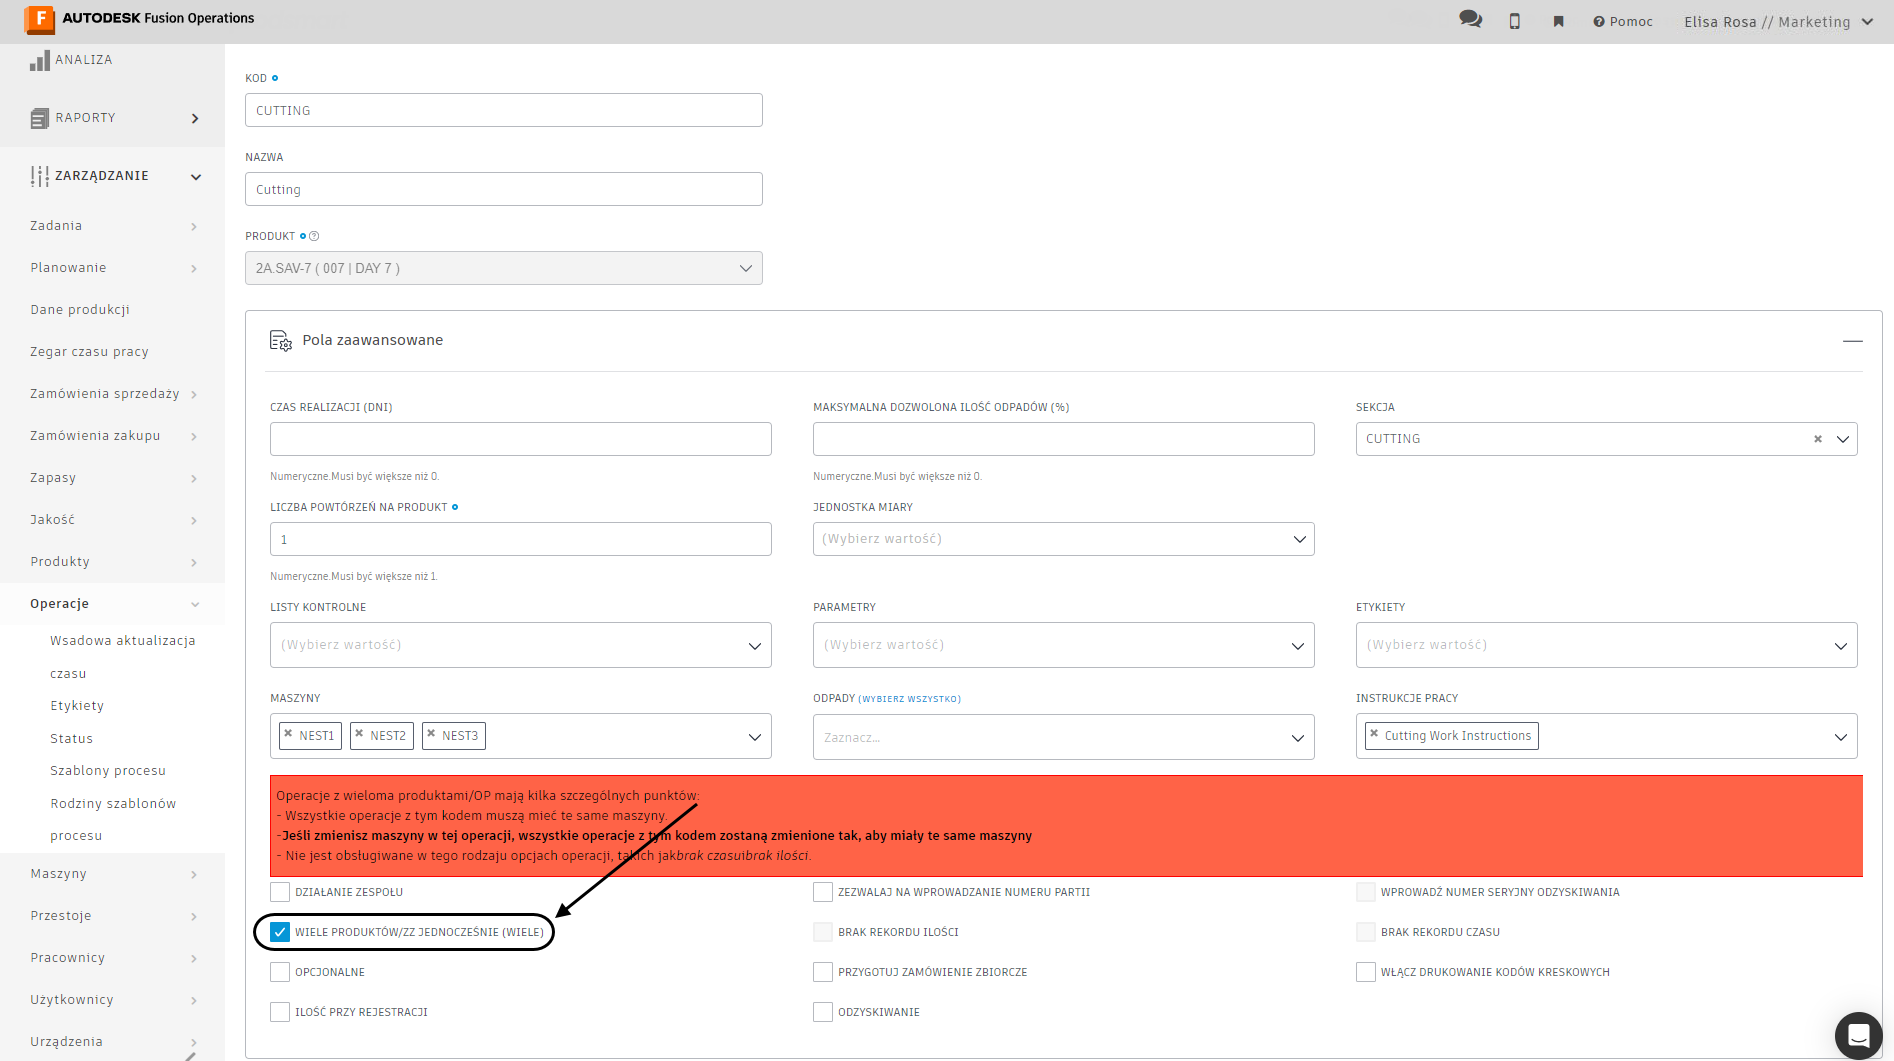 AUTODESK Fusion Operations
Pomoc
Elisa Rosa // Marketing
ANALIZA
RAPORTY
ZARZĄDZANIE
Zadania
Planowanie
Dane produkcji
Zegar czasu pracy
Zamówienia sprzedaży
Zamówienia zakupu
Zapasy
Jakość
Produkty
Operacje
Wsadowa aktualizacja
czasu
Etykiety
Status
Szablony procesu
Rodziny szablonów
procesu
Maszyny
Przestoje
Pracownicy
Użytkownicy
Urządzenia
KOD
CUTTING
NAZWA
Cutting
PRODUKT
2A.SAV-7 ( 007 | DAY 7 )
Pola zaawansowane
CZAS REALIZACJI (DNI)
Numeryczne.Musi być większe niż 0.
MAKSYMALNA DOZWOLONA ILOŚĆ ODPADÓW (%)
Numeryczne.Musi być większe niż 0.
SEKCJA
CUTTING
LICZBA POWTÓRZEŃ NA PRODUKT
1
Numeryczne.Musi być większe niż 1.
JEDNOSTKA MIARY
(Wybierz wartość)
LISTY KONTROLNE
(Wybierz wartość)
PARAMETRY
(Wybierz wartość)
ETYKIETY
(Wybierz wartość)
MASZYNY
NEST1 NEST2 NEST3
ODPADY (WYBIERZ WSZYSTKO)
Zaznacz...
INSTRUKCJE PRACY
Cutting Work Instructions
Operacje z wieloma produktami/OP mają kilka szczególnych punktów:
- Wszystkie operacje z tym kodem muszą mieć te same maszyny.
-Jeśli zmienisz maszyny w tej operacji, wszystkie operacje z tym kodem zostaną zmienione tak, aby miały te same maszyny
- Nie jest obsługiwane w tego rodzaju opcjach operacji, takich jakbrak czasuibrak ilości.
DZIAŁANIE ZESPOŁU
ZEZWALAJ NA WPROWADZANIE NUMERU PARTII
WPROWADŹ NUMER SERYJNY ODZYSKIWANIA
WIELE PRODUKTÓW/ZZ JEDNOCZEŚNIE (WIELE)
BRAK REKORDU ILOŚCI
BRAK REKORDU CZASU
OPCJONALNE
PRZYGOTUJ ZAMÓWIENIE ZBIORCZE
WŁĄCZ DRUKOWANIE KODÓW KRESKOWYCH
ILOŚĆ PRZY REJESTRACJI
ODZYSKIWANIE